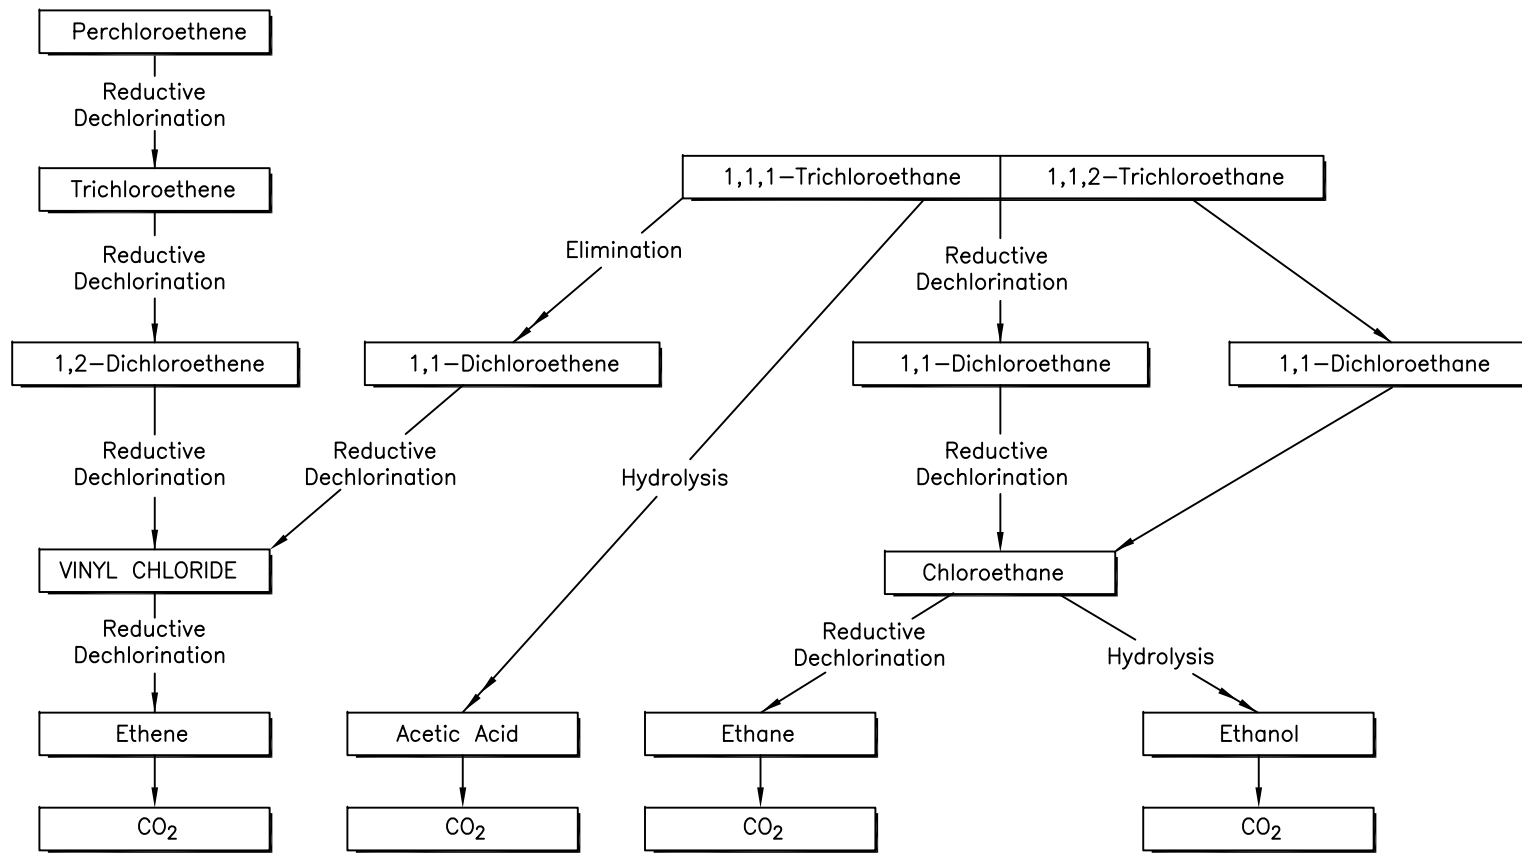 Perchloroethene
Reductive
Dechlorination
Trichloroethene
1,1,1-Trichloroethane
1,1,2-Trichloroethane
Reductive
Dechlorination
Elimination
Reductive
Dechlorination
1,2-Dichloroethene
1,1-Dichloroethene
1,1-Dichloroethane
1,1-Dichloroethane
Reductive
Dechlorination
Reductive
Dechlorination
Hydrolysis
Reductive
Dechlorination
VINYL CHLORIDE
Chloroethane
Reductive
Dechlorination
Reductive
Dechlorination
Hydrolysis
Ethene
Acetic Acid
Ethane
Ethanol
CO2
CO2
CO2
CO2